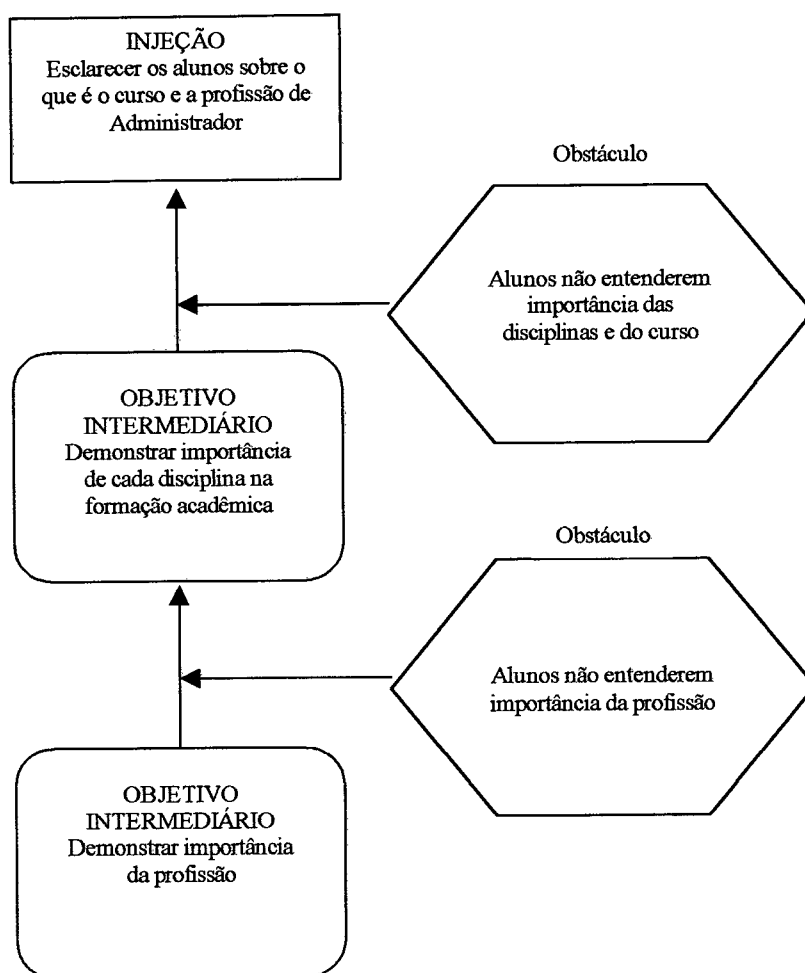 INJEÇÃO
Esclarecer os alunos sobre o
que é o curso e a profissão de
Administrador
Obstáculo
Alunos não entenderem
importância das
disciplinas e do curso
OBJETIVO
INTERMEDIÁRIO
Demonstrar importância
de cada disciplina na
formação acadêmica
Obstáculo
Alunos não entenderem
importância da profissão
OBJETIVO
INTERMEDIÁRIO
Demonstrar importância
da profissão